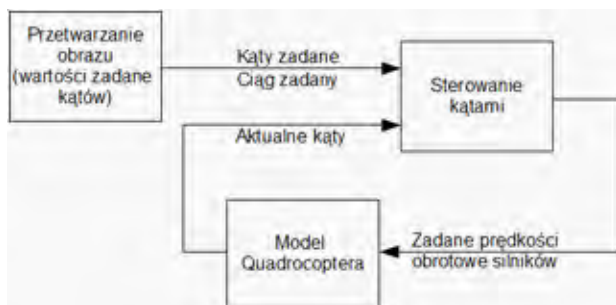 Przetwarzanie
obrazu
(wartości zadane
kątów)
Kąty zadane
Ciąg zadany
Sterowanie
kątami
Aktualne kąty
Model
Quadrocoptera
Zadane prędkości
obrotowe silników